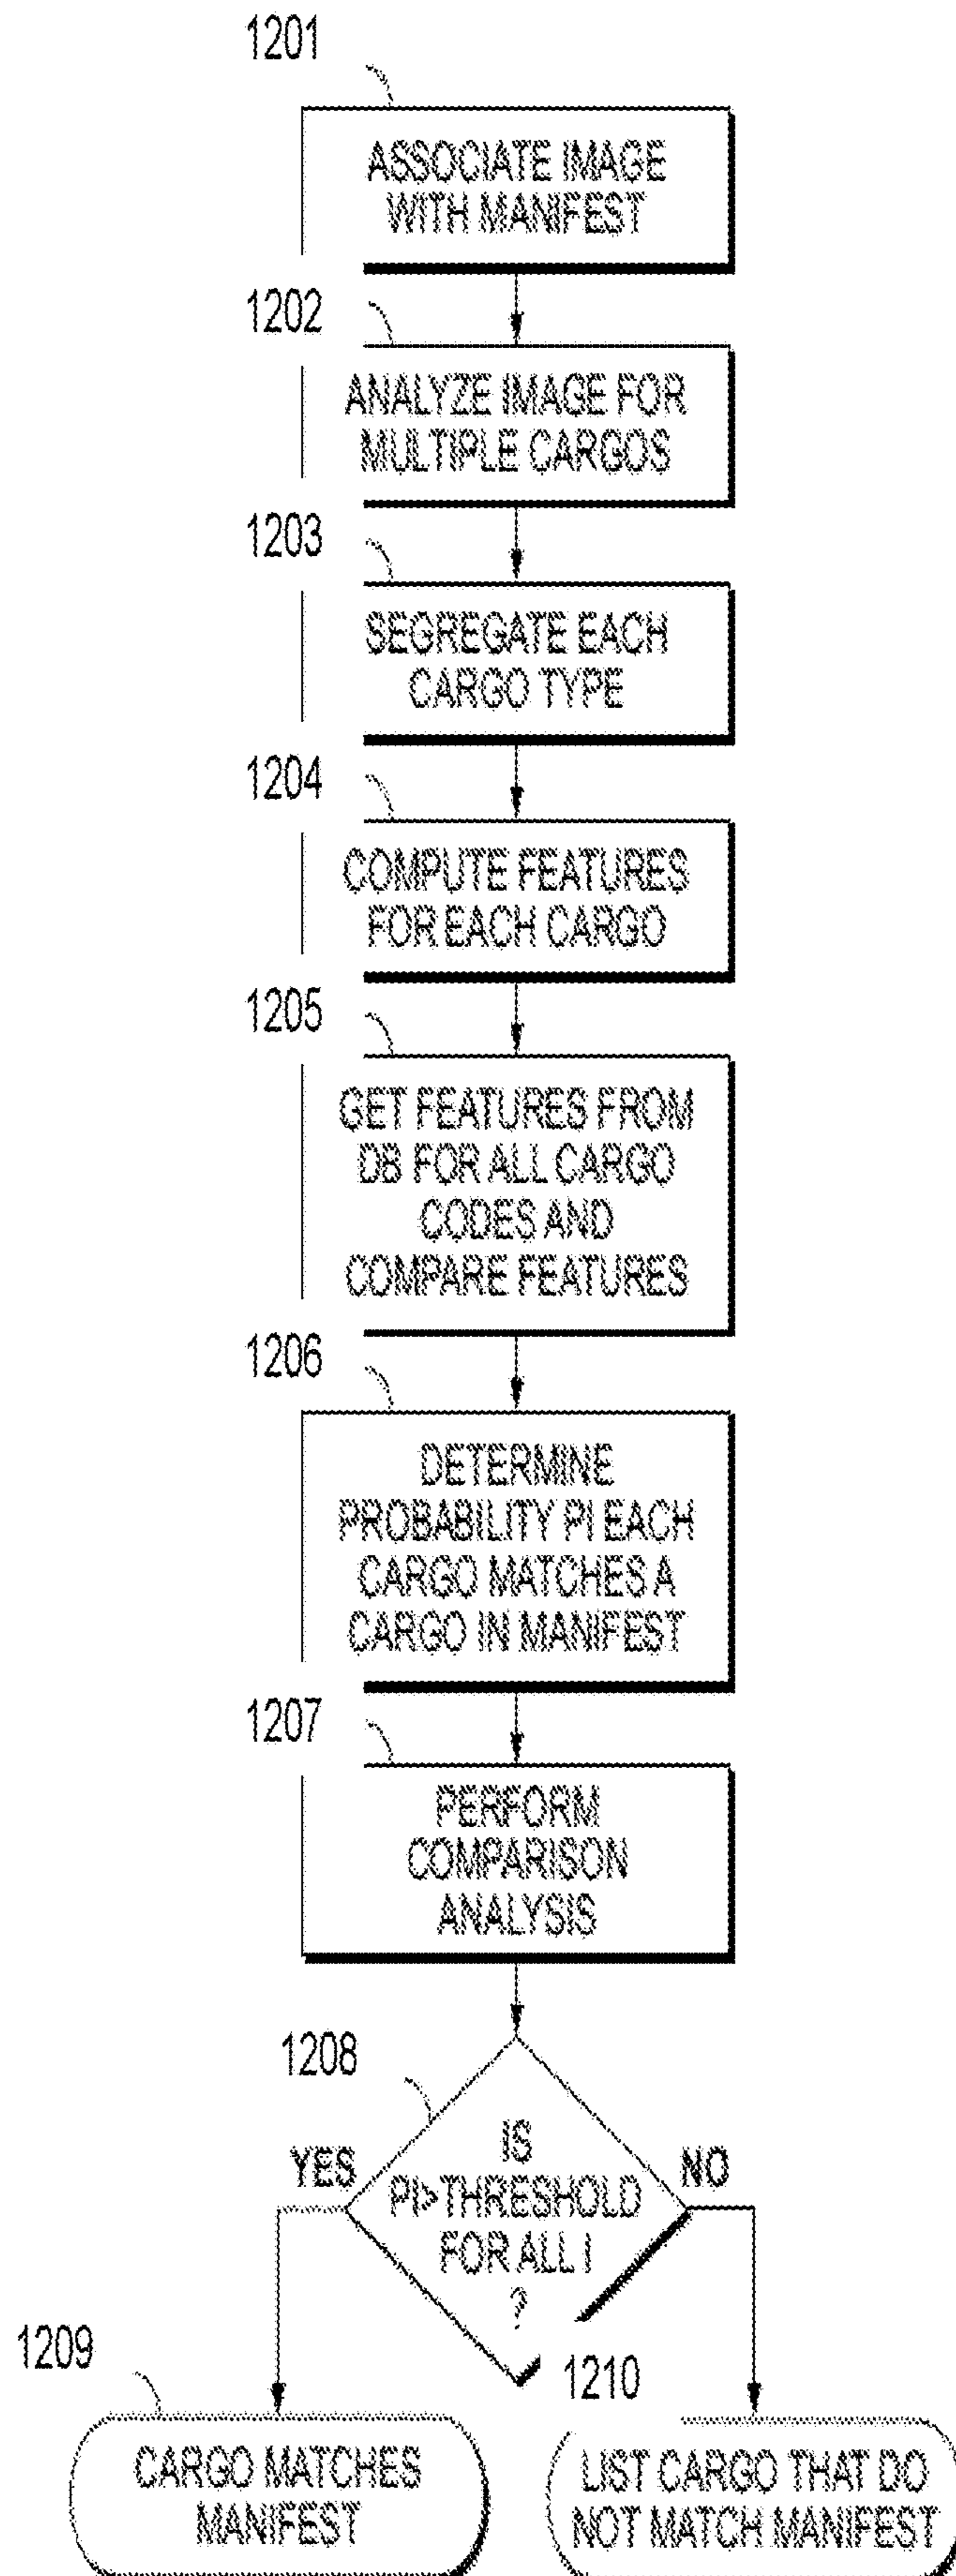 1201
ASSOCIATE IMAGE
WITH MANIFEST
1202
ANALYZE IMAGE FOR
MULTIPLE CARGOS
1203
SEGREGATE EACH
CARGO TYPE
1204
COMPUTE FEATURES
FOR EACH CARGO
1205
GET FEATURES FROM
DB FOR ALL CARGO
CODES AND
COMPARE FEATURES
1206
DETERMINE
PROBABILITY PI EACH
CARGO MATCHES A
CARGO IN MANIFEST
1207
PERFORM
COMPARISON
ANALYSIS
1208
IS
PI>THRESHOLD
FOR ALL I
?
YES
NO
1209
CARGO MATCHES
MANIFEST
1210
LIST CARGO THAT DO
NOT MATCH MANIFEST